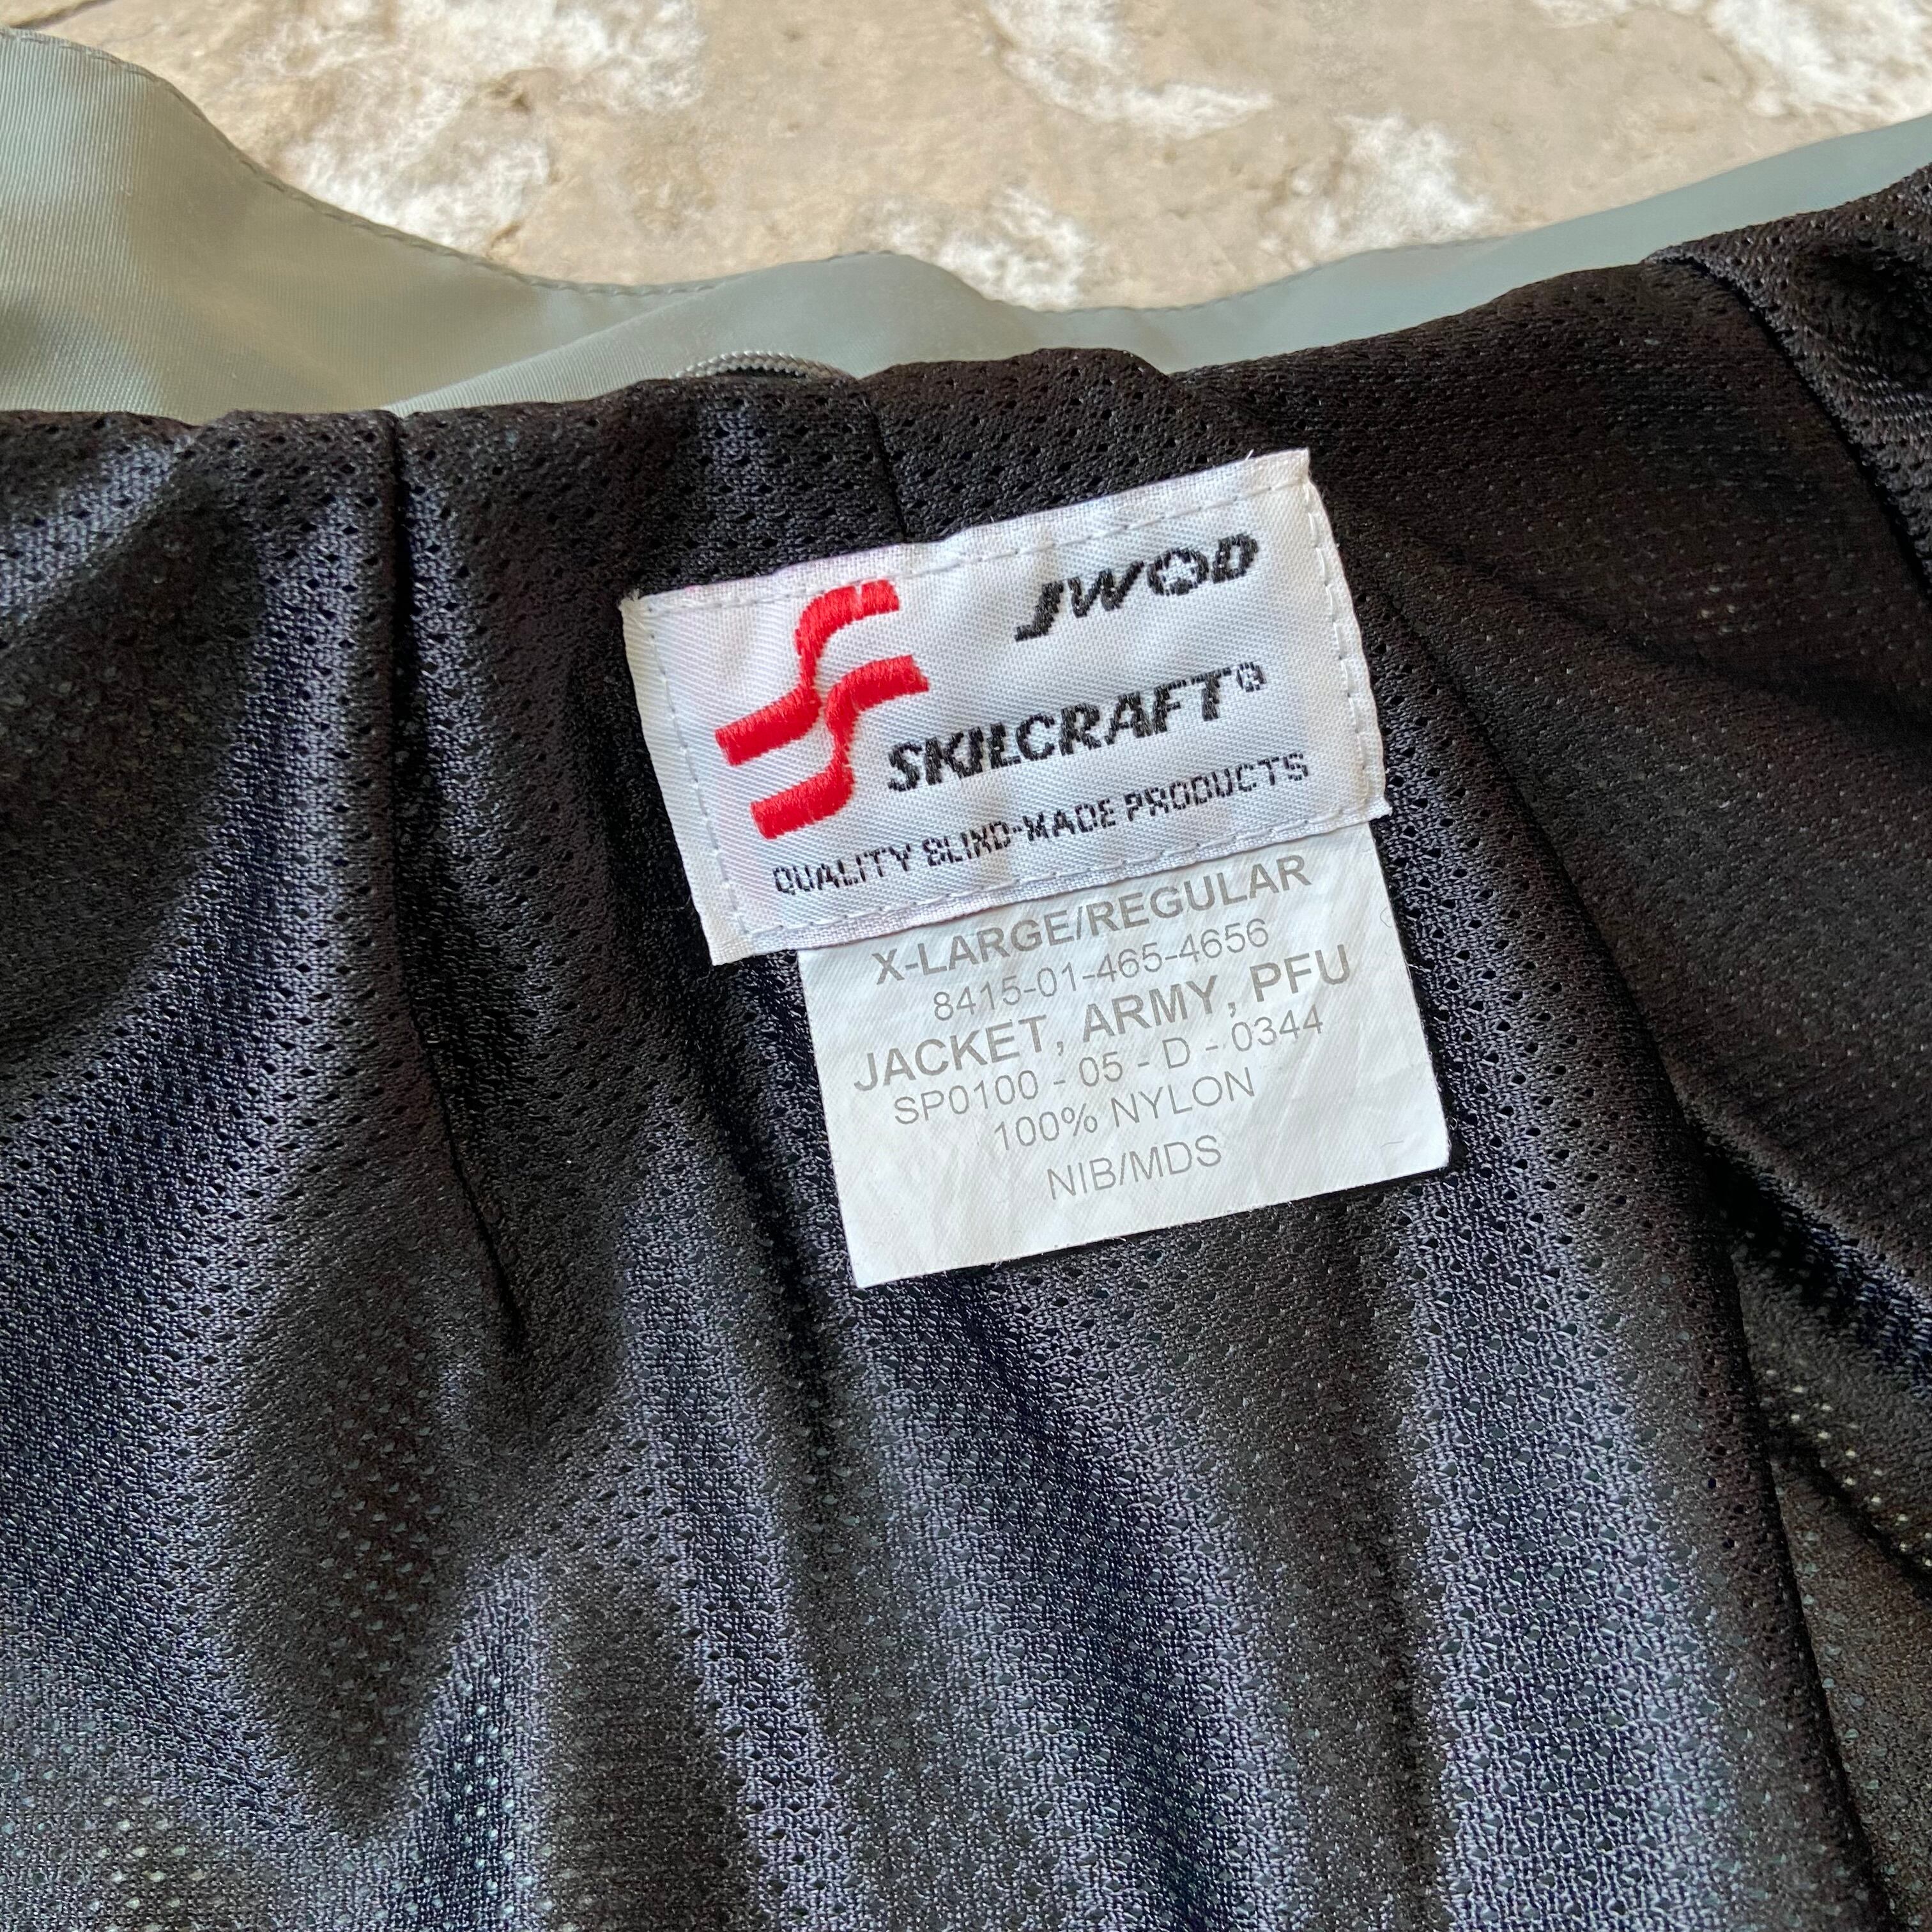 JWOD
SKILCRAFT®
QUALITY BLIND-MADE PRODUCTS
X-LARGE/REGULAR
8415-01-465-4656
JACKET, ARMY, PFU
SP0100 - 05 - D - 0344
100% NYLON
NIB/MDS